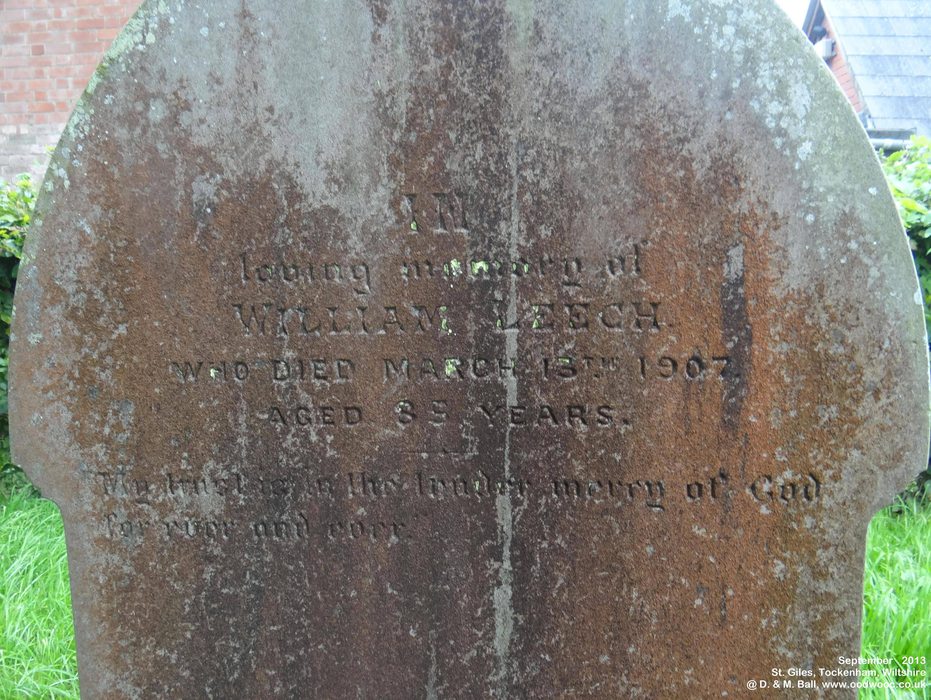 IN
loving memory of
WILLIAM LEECH.
WHO DIED MARCH 13TH 1907.
AGED YEARS.
"My trust is in the tender mercy of God
for ever and ever."
September 2013
St. Giles, Tockenham, Wiltshire
@ D. & M. Ball, www.oodwooc.co.uk